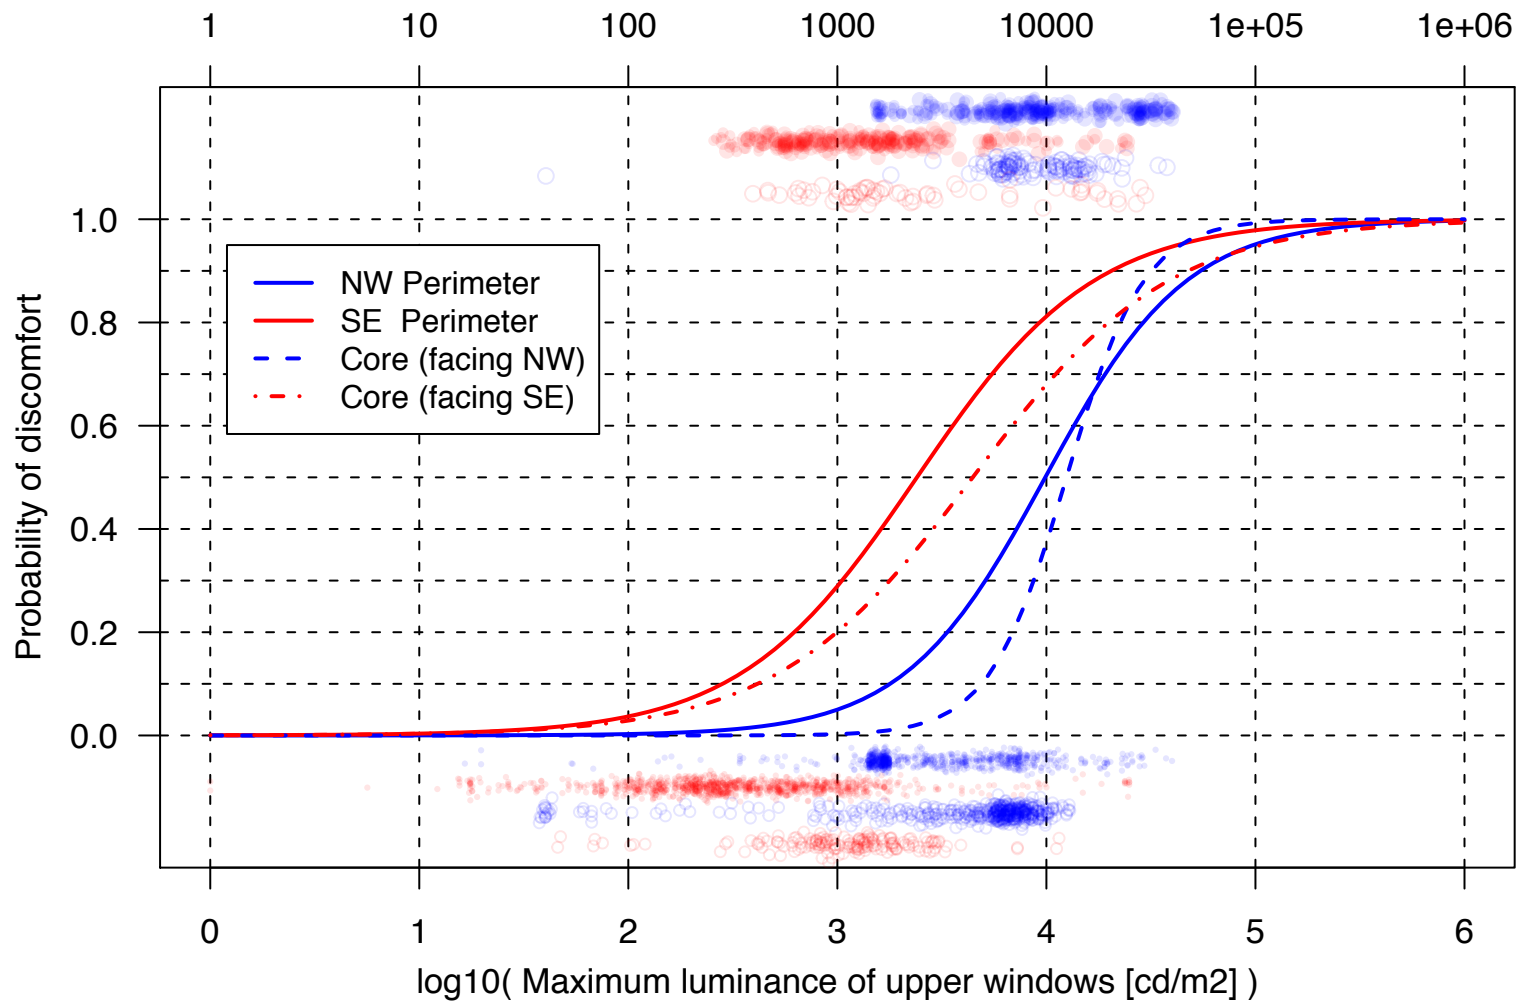 1 10 100 1000 10000 1e+05 1e+06
1.0
0.8
0.6
0.4
0.2
0.0
Probability of discomfort
NW Perimeter
SE Perimeter
Core (facing NW)
Core (facing SE)
0 1 2 3 4 5 6
log10( Maximum luminance of upper windows [cd/m2] )